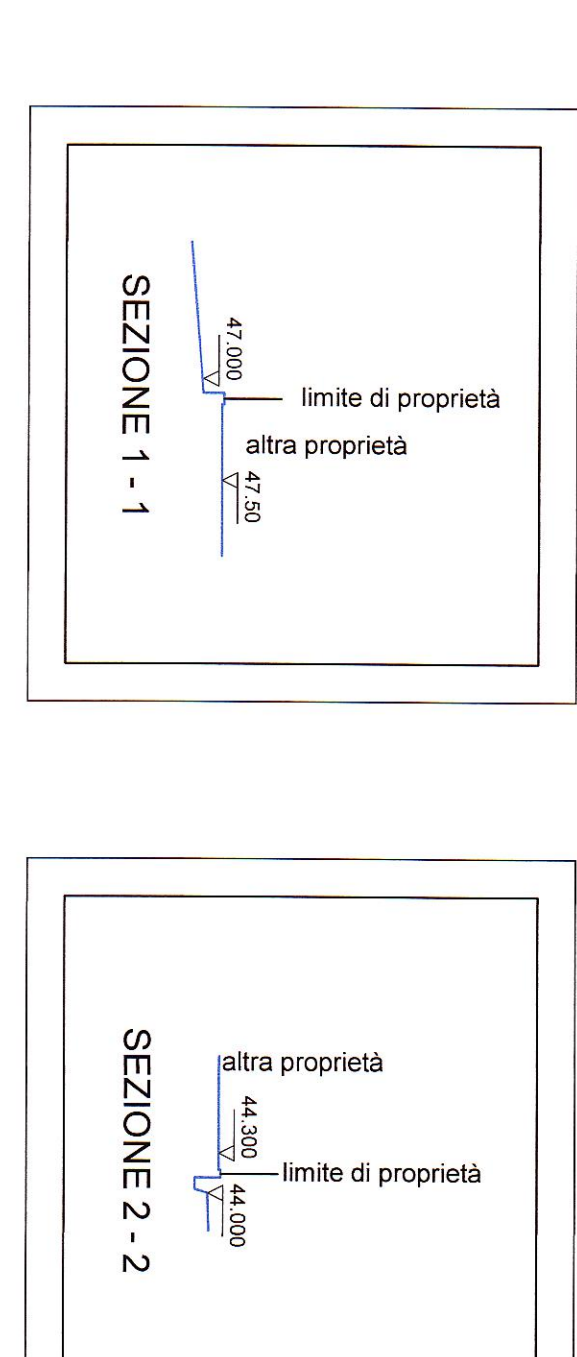 47.000
limite di proprietà
altra proprietà
47.50
SEZIONE 1 - 1
altra proprietà
44.300
limite di proprietà
44.000
SEZIONE 2 - 2